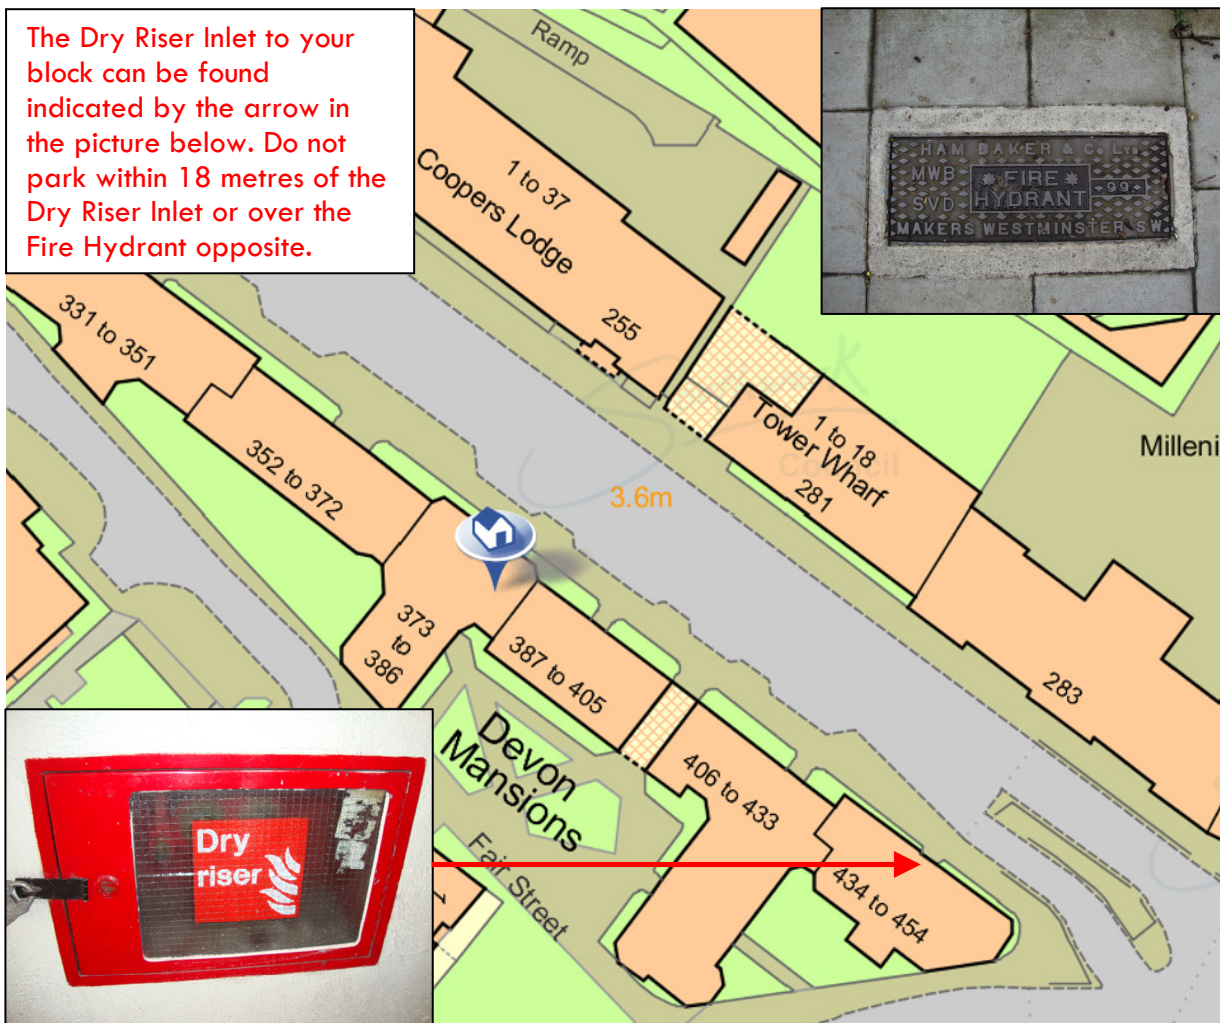 The Dry Riser Inlet to your
block can be found
indicated by the arrow in
the picture below. Do not
park within 18 metres of the
Dry Riser Inlet or over the
Fire Hydrant opposite.
Ramp
HAM BAKER & Co. LTD
MWB
SVD
FIRE
HYDRANT
99
MAKERS WESTMINSTER SW
1 to 37
Coopers Lodge
255
331 to 351
352 to 372
1 to 18
Tower Wharf
281
Council
Milleni
3.6m
373
to
386
387 to 405
283
Devon
Mansions
406 to 433
434 to 454
Fair Street
Dry
riser